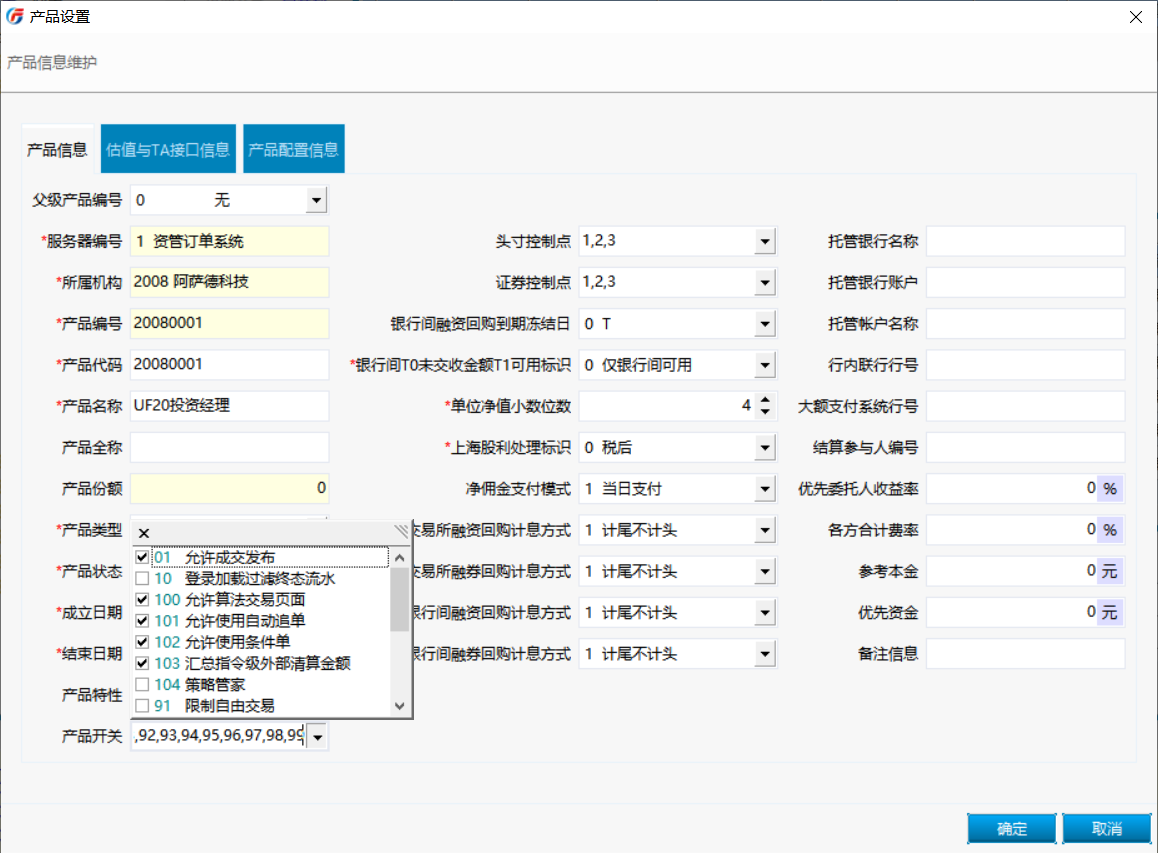 产品设置
产品信息维护
产品信息 估值与TA接口信息 产品配置信息
父级产品编号 0 无
*服务器编号 1 资管订单系统 头寸控制点 1,2,3 托管银行名称
*所属机构 2008 阿萨德科技 证券控制点 1,2,3 托管银行账户
*产品编号 20080001 银行间融资回购到期冻结日 0 T 托管帐户名称
*产品代码 20080001 *银行间T0未交收金额T1可用标识 0 仅银行间可用 行内联行行号
*产品名称 UF20投资经理 *单位净值小数位数 4 大额支付系统行号
产品全称 *上海股利处理标识 0 税后 结算参与人编号
产品份额 0 净佣金支付模式 1 当日支付 优先委托人收益率 0 %
*产品类型 交易所融资回购计息方式 1 计尾不计头 各方合计费率 0 %
01 允许成交发布
*产品状态 10 登录加载过滤终态流水 交易所融券回购计息方式 1 计尾不计头 参考本金 0 元
100 允许算法交易页面
*成立日期 101 允许使用自动追单 银行间融资回购计息方式 1 计尾不计头 优先资金 0 元
102 允许使用条件单
*结束日期 103 汇总指令级外部清算金额 银行间融券回购计息方式 1 计尾不计头 备注信息
产品特性 104 策略管家
91 限制自由交易
产品开关 ,92,93,94,95,96,97,98,99
确定 取消